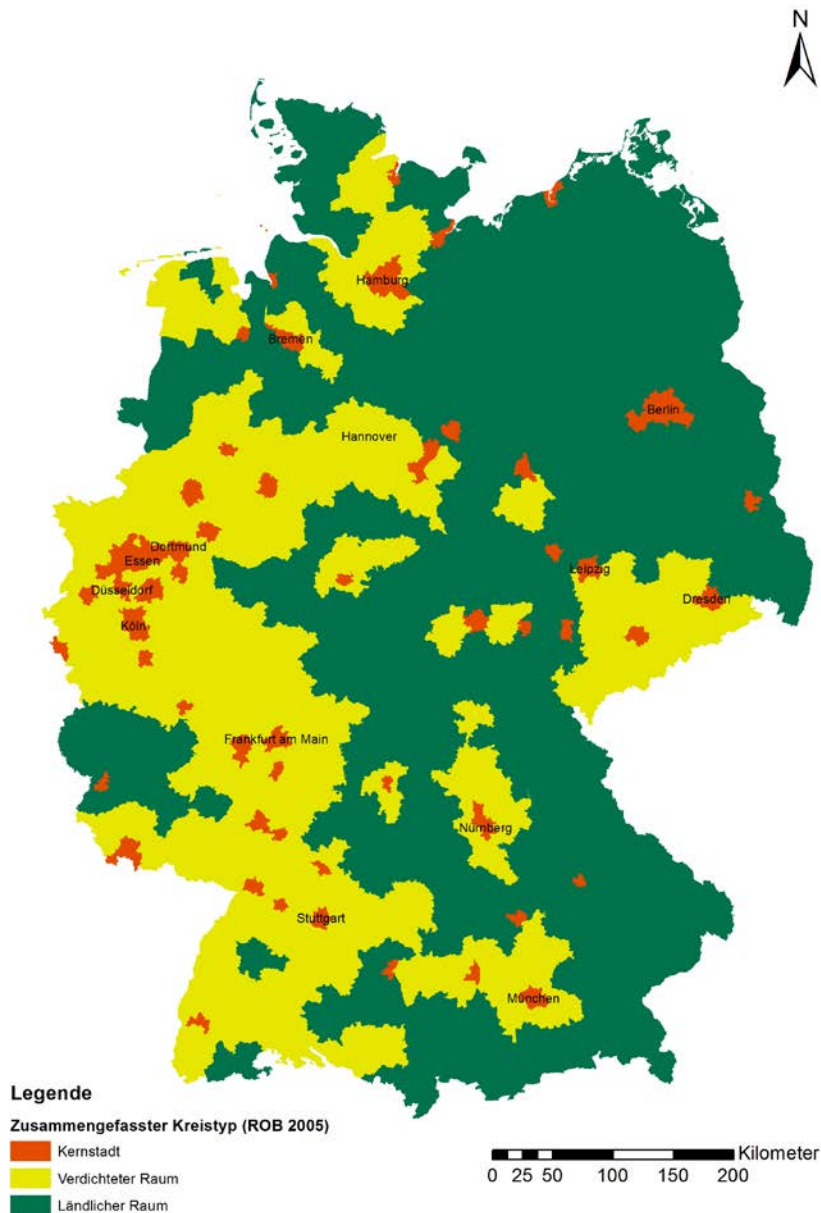 N
Hamburg
Bremen
Berlin
Hannover
Dortmund
Essen
Leipzig
Düsseldorf
Dresden
Köln
Frankfurt am Main
Nürnberg
Stuttgart
München
Legende
Zusammengefasster Kreistyp (ROB 2005)
Kernstadt
Verdichteter Raum
Ländlicher Raum
Kilometer
0 25 50 100 150 200